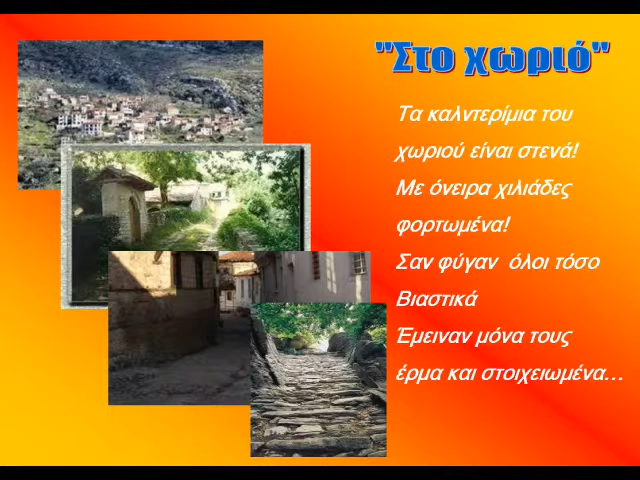 "Στο χωριό"
Τα καλντερίμια του
χωριού είναι στενά!
Με όνειρα χιλιάδες
φορτωμένα!
Σαν φύγαν όλοι τόσο
Βιαστικά
Έμειναν μόνα τους
έρμα και στοιχειωμένα...